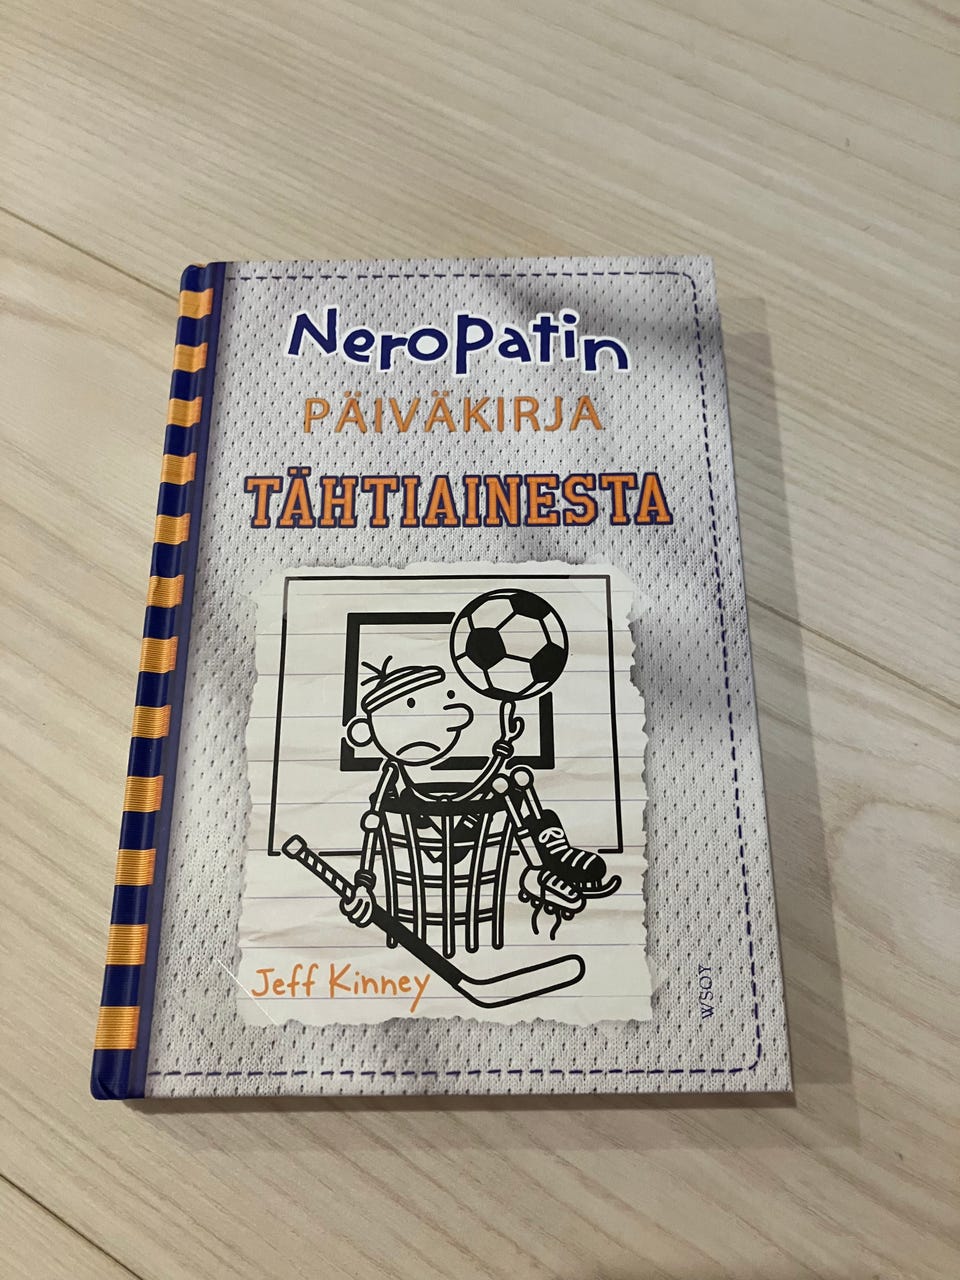 Neropatin
PÄIVÄKIRJA
TÄHTIAINESTA
Jeff Kinney
WSOY